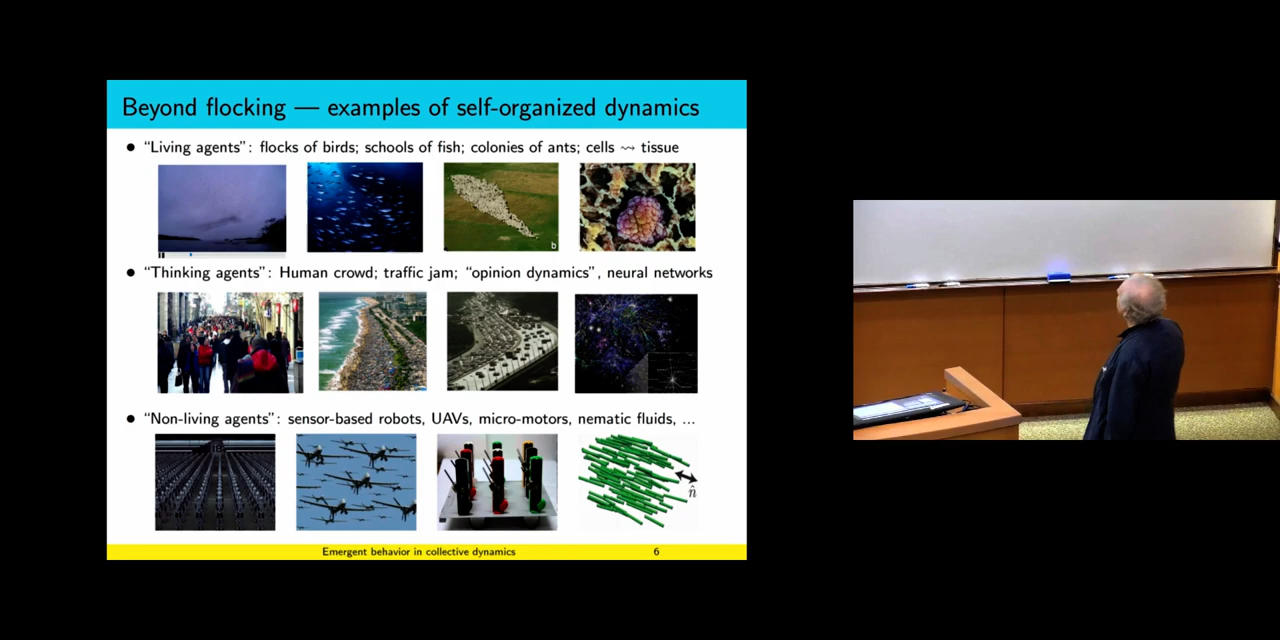 Beyond flocking — examples of self-organized dynamics
● “Living agents”: flocks of birds; schools of fish; colonies of ants; cells ⇝ tissue
b
● “Thinking agents”: Human crowd; traffic jam; “opinion dynamics”, neural networks
● “Non-living agents”: sensor-based robots, UAVs, micro-motors, nematic fluids, ...
n̂
Emergent behavior in collective dynamics 6